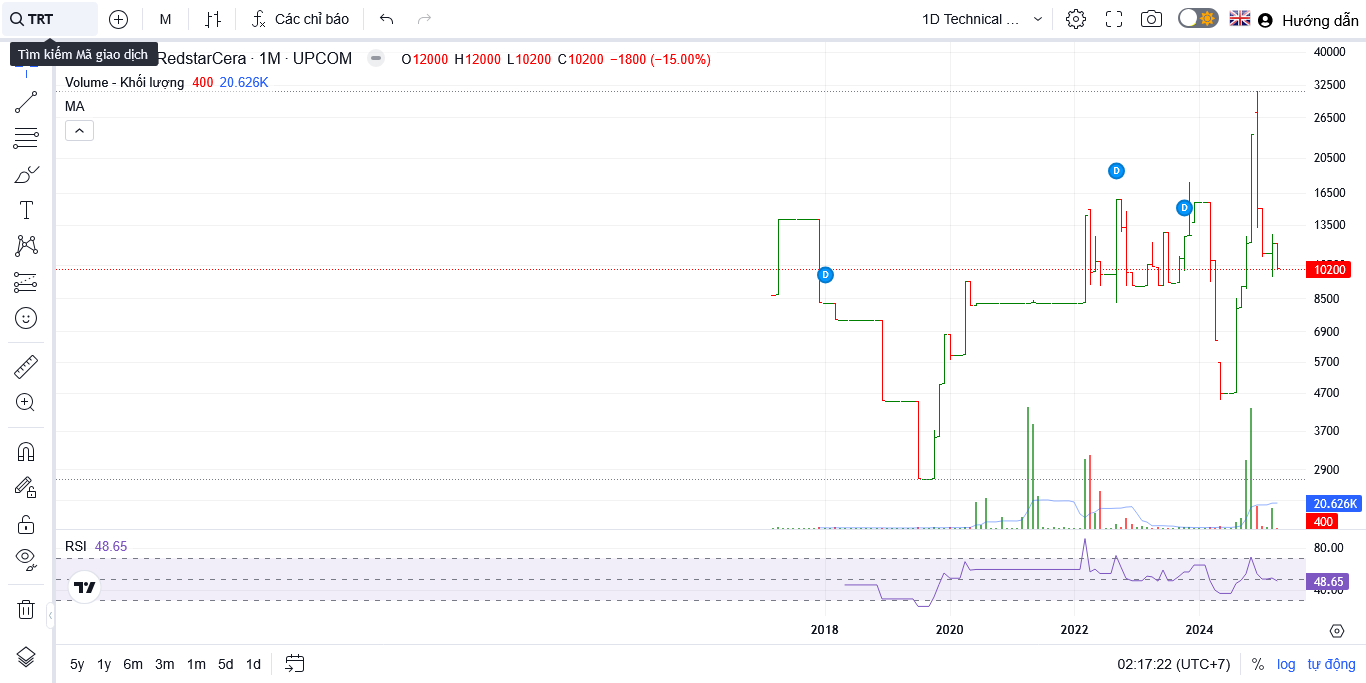 TRT
M
Các chỉ báo
1D Technical ...
Hướng dẫn
Tìm kiếm Mã giao dịch
RedstarCera · 1M · UPCOM
O12000 H12000 L10200 C10200 −1800 (−15.00%)
Volume - Khối lượng 400 20.626K
MA
40000
32500
26500
20500
16500
13500
10200
8500
6900
5700
4700
3700
2900
20.626K
400
D
D
D
RSI 48.65
80.00
48.65
40.00
2018
2020
2022
2024
5y 1y 6m 3m 1m 5d 1d
02:17:22 (UTC+7)
%
log
tự động